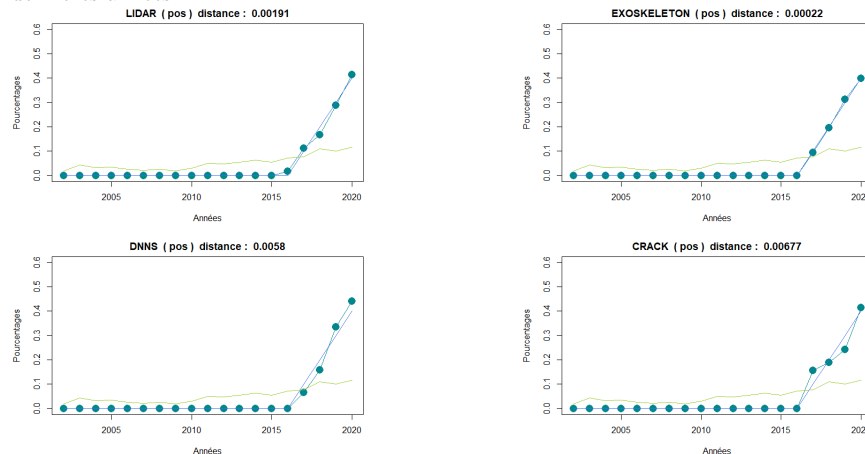 LIDAR ( pos ) distance : 0.00191
Pourcentages
0.0 0.1 0.2 0.3 0.4 0.5 0.6
2005 2010 2015 2020
Années
EXOSKELETON ( pos ) distance : 0.00022
Pourcentages
0.0 0.1 0.2 0.3 0.4 0.5 0.6
2005 2010 2015 202
Années
DNNS ( pos ) distance : 0.0058
Pourcentages
0.0 0.1 0.2 0.3 0.4 0.5 0.6
2005 2010 2015 2020
Années
CRACK ( pos ) distance : 0.00677
Pourcentages
0.0 0.1 0.2 0.3 0.4 0.5 0.6
2005 2010 2015 202
Années